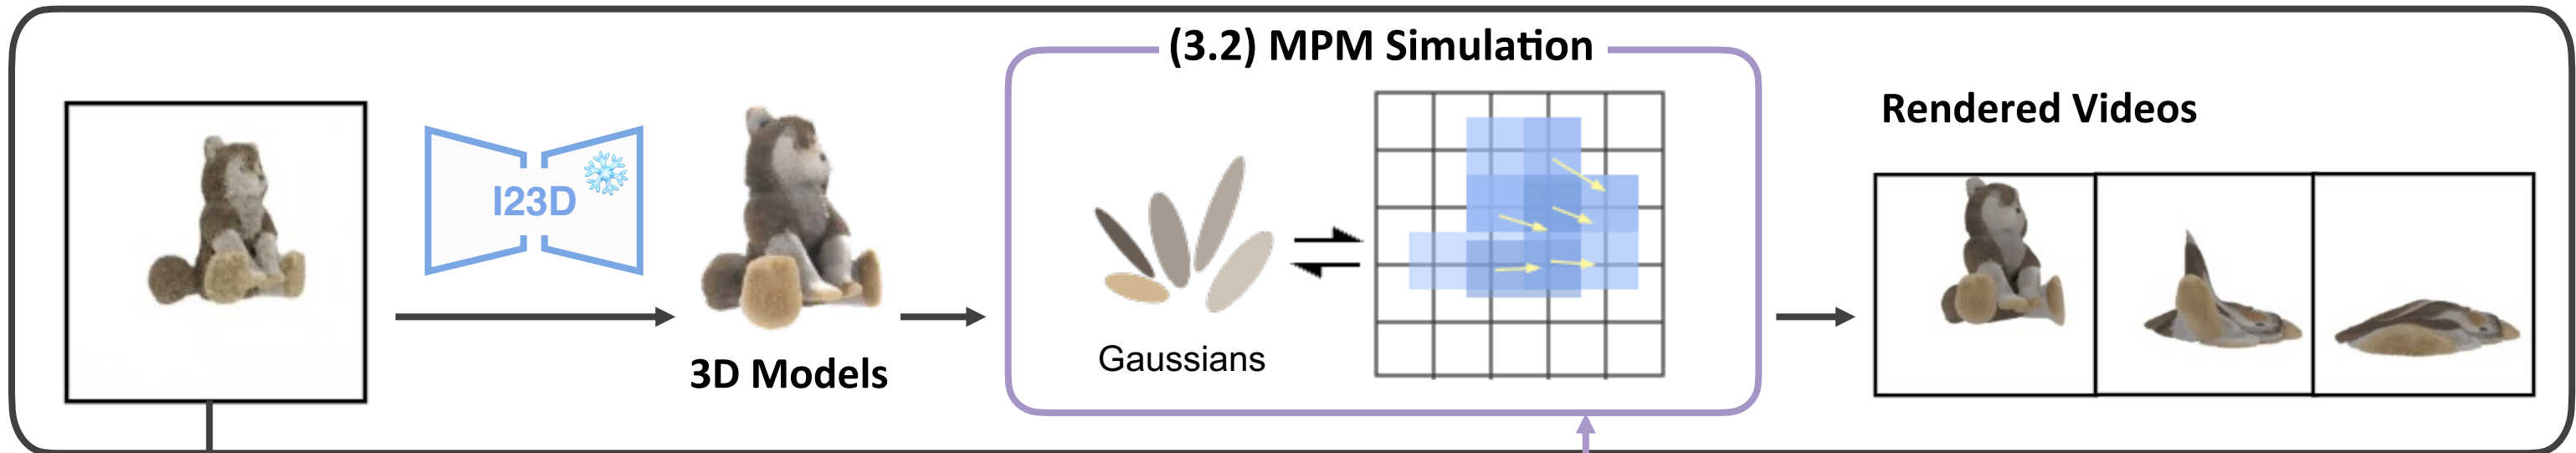 (3.2) MPM Simulation
Rendered Videos
I23D
Gaussians
3D Models